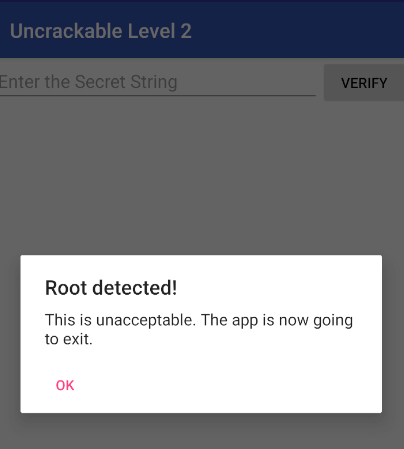 Uncrackable Level 2
Enter the Secret String
VERIFY
Root detected!
This is unacceptable. The app is now going
to exit.
OK